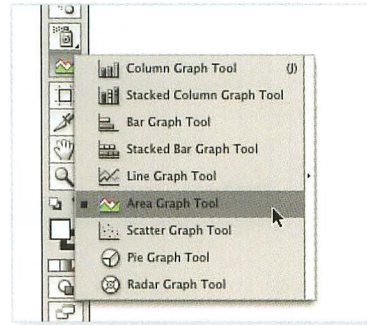 Column Graph Tool (J)
Stacked Column Graph Tool
Bar Graph Tool
Stacked Bar Graph Tool
Line Graph Tool
Area Graph Tool
Scatter Graph Tool
Pie Graph Tool
Radar Graph Tool